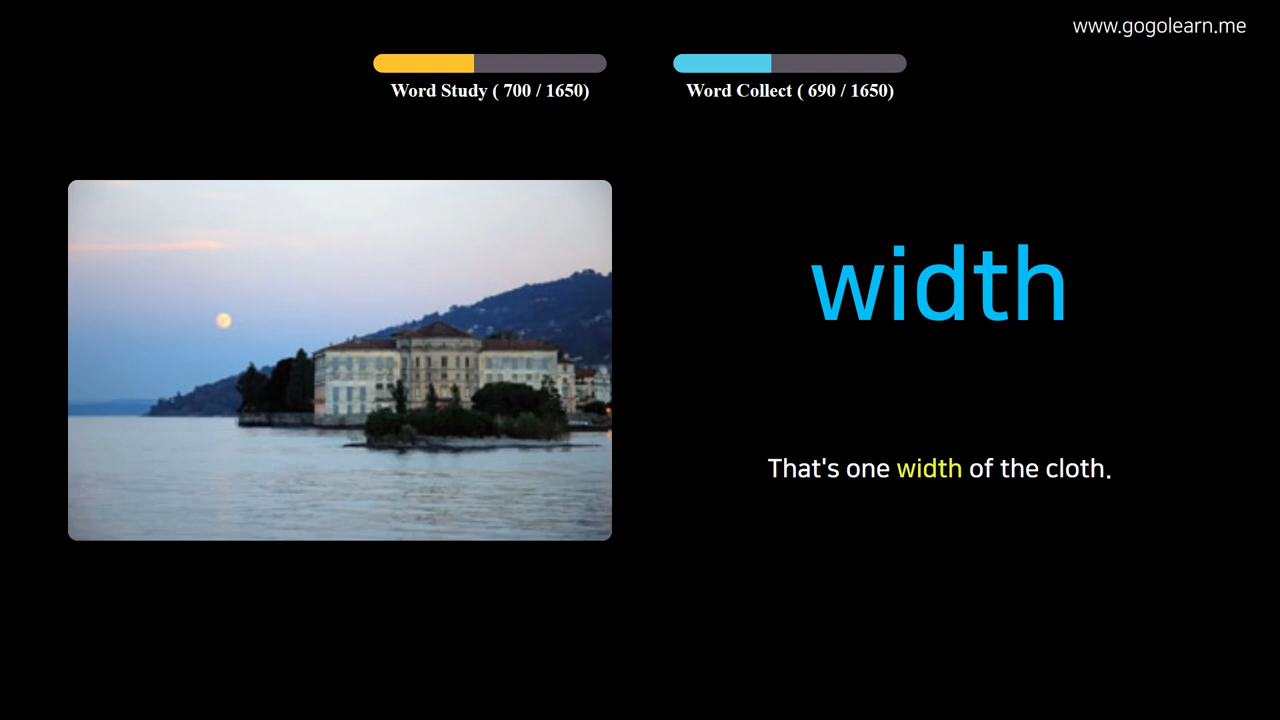 www.gogolearn.me
Word Study ( 700 / 1650)
Word Collect ( 690 / 1650)
width
That's one width of the cloth.